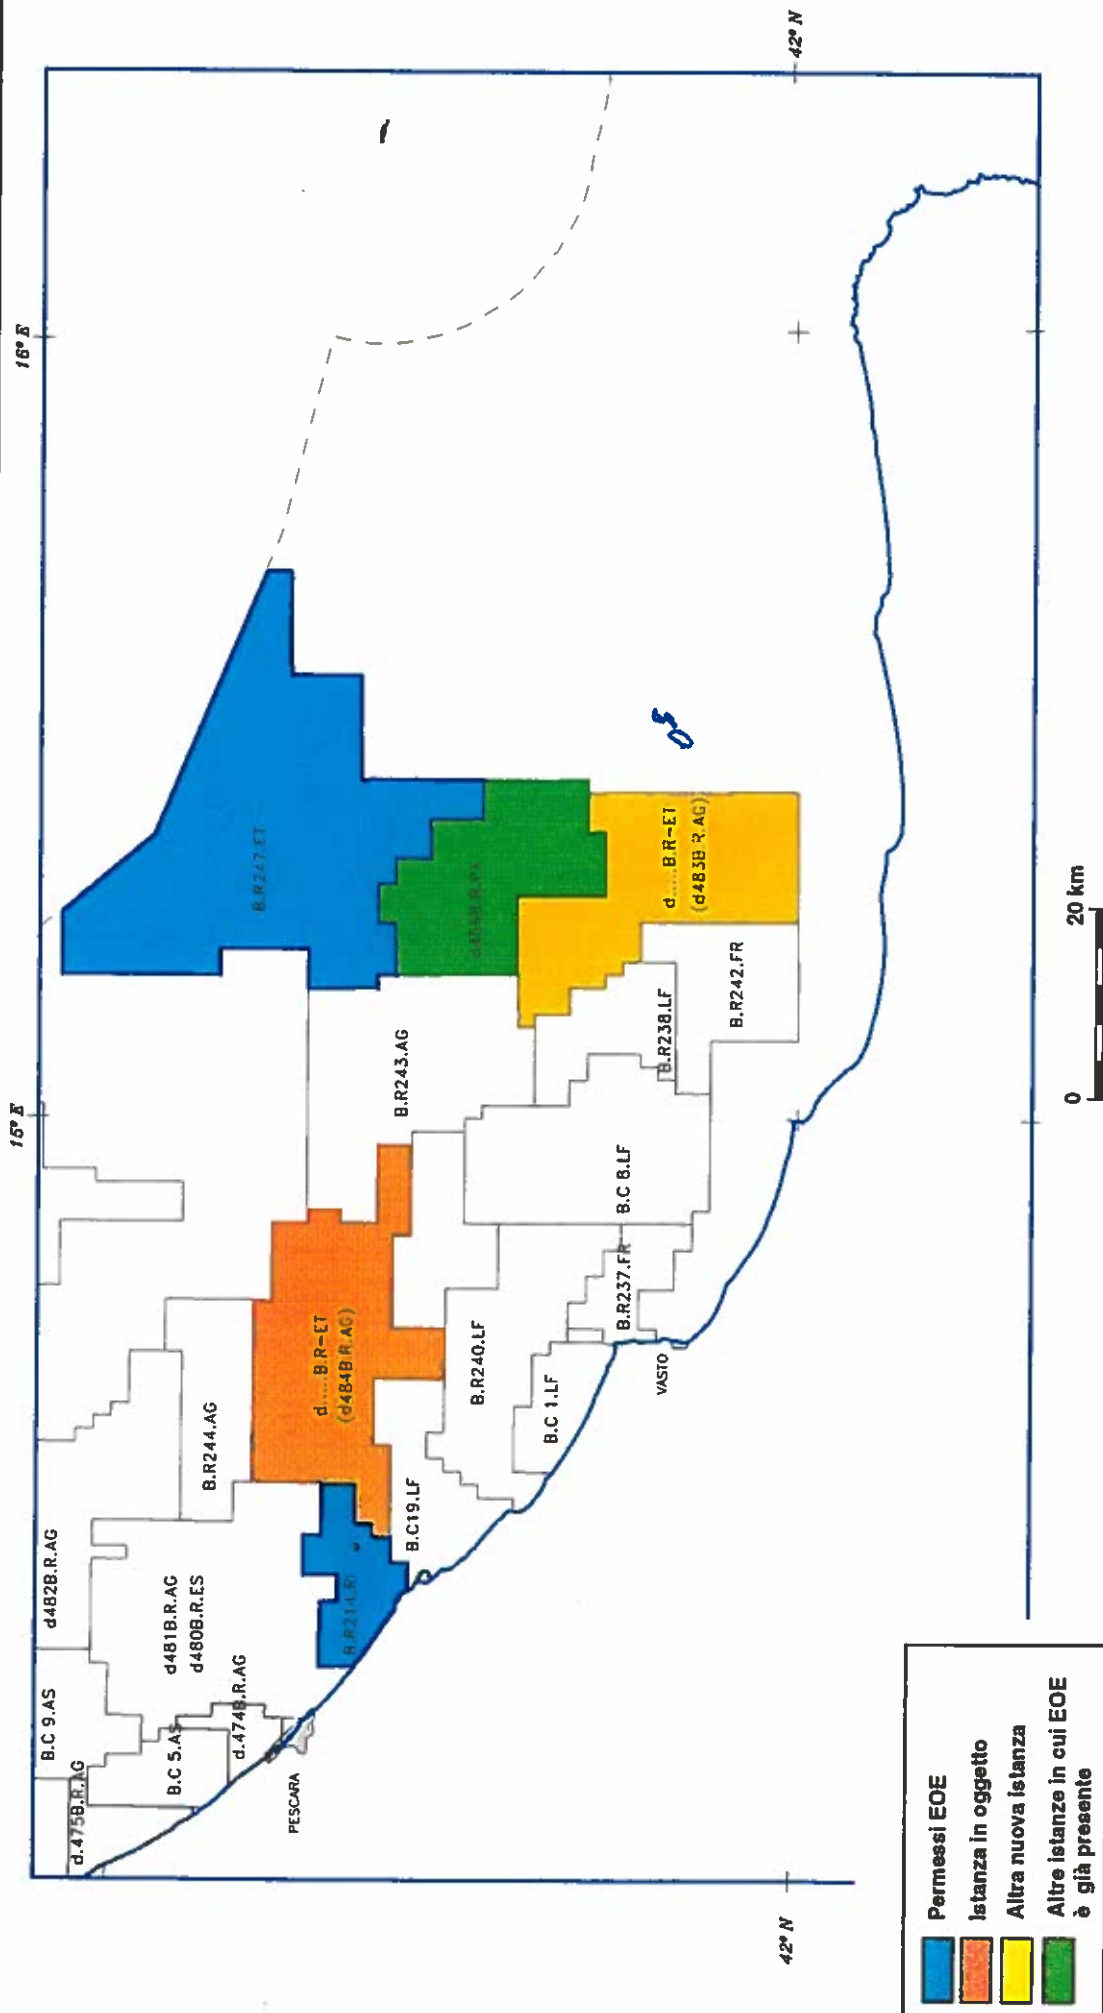 42° N
16° E
15° E
42° N
B.R247.ET
d.....B.R-ET
(d483B.R.AG)
B.R242.FR
B.R238.LF
B.R243.AG
B.C 8.LF
B.R237.FR
VASTO
d.....B.R-ET
(d484B.R.AG)
B.R240.LF
B.C 1.LF
B.R244.AG
B.C19.LF
d482B.R.AG
d481B.R.AG
d480B.R.ES
d.474B.R.AG
B.C 9.AS
B.C 5.AS
d.475B.R.AG
PESCARA
0 20 km
Permessi EOE
Istanza in oggetto
Altra nuova istanza
Altre istanze in cui EOE
è già presente